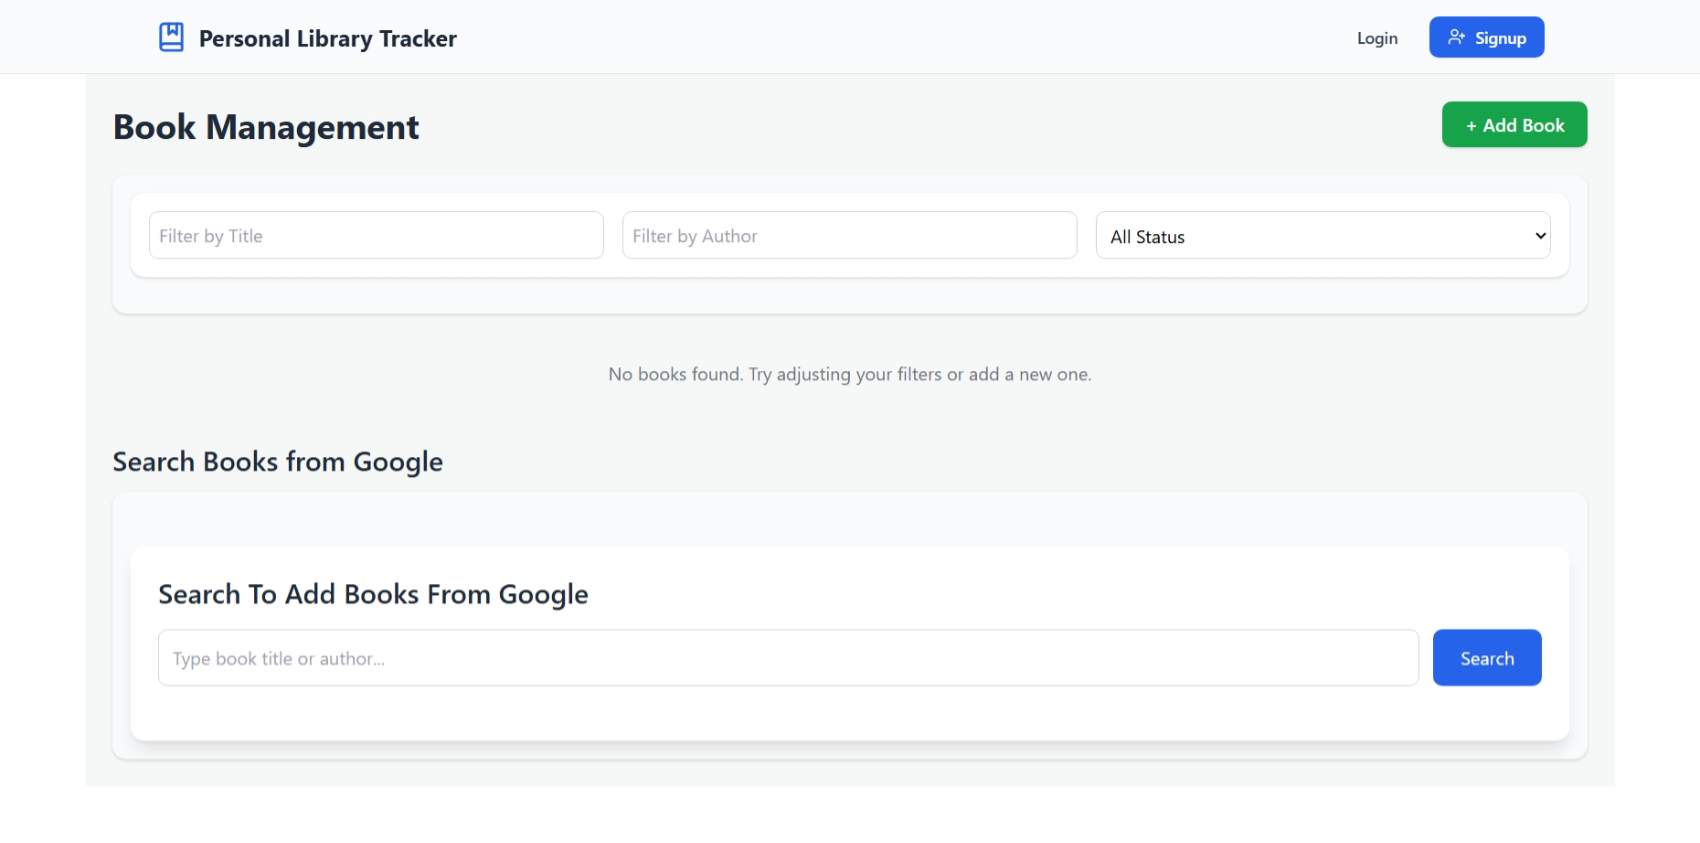 Personal Library Tracker
Login
Signup
Book Management
+ Add Book
Filter by Title
Filter by Author
All Status
No books found. Try adjusting your filters or add a new one.
Search Books from Google
Search To Add Books From Google
Type book title or author...
Search